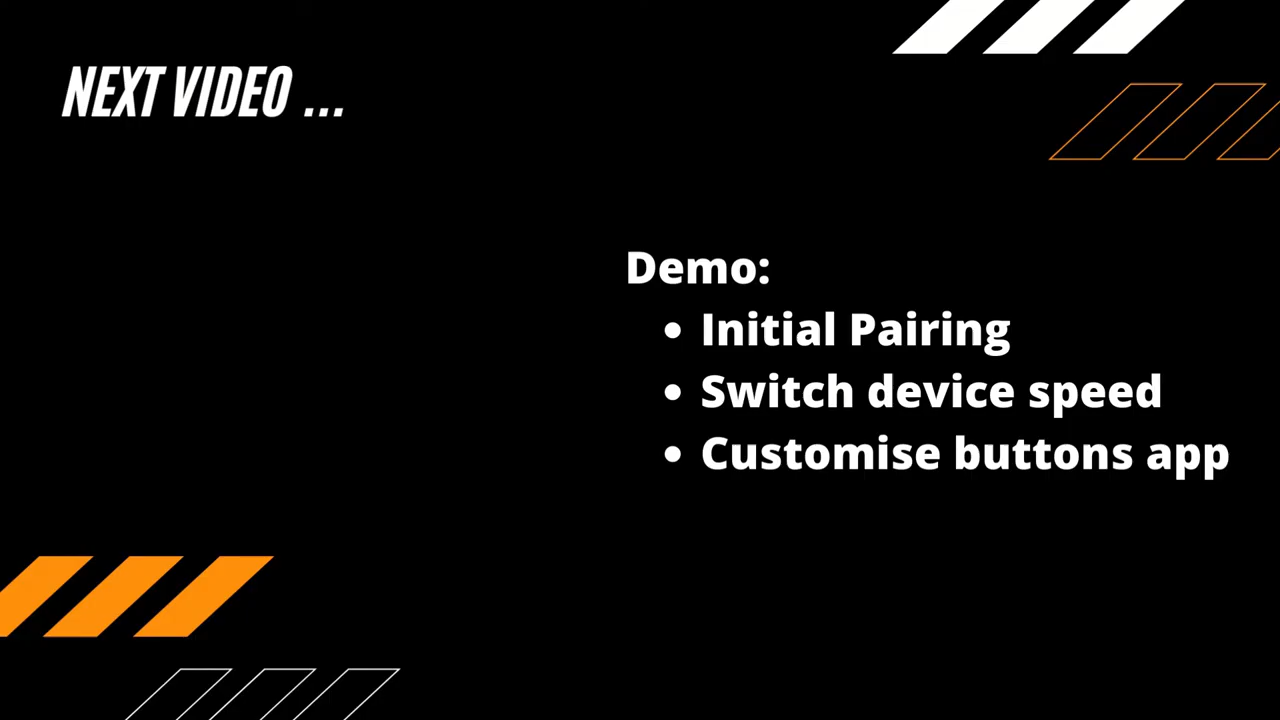 NEXT VIDEO ...
Demo:
• Initial Pairing
• Switch device speed
• Customise buttons app